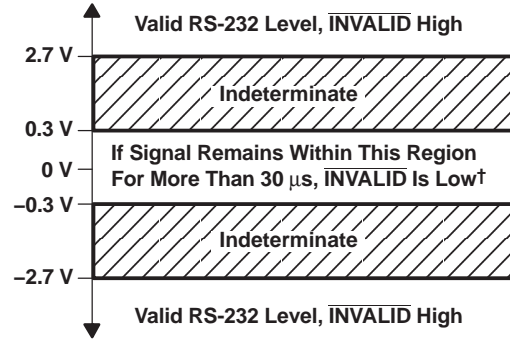 Valid RS-232 Level, INVALID High
2.7 V
Indeterminate
0.3 V
If Signal Remains Within This Region
0 V
For More Than 30 μs, INVALID Is Low†
−0.3 V
Indeterminate
−2.7 V
Valid RS-232 Level, INVALID High